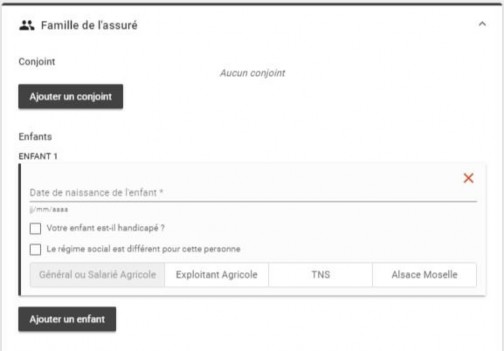 Famille de l'assuré
Conjoint
Aucun conjoint
Ajouter un conjoint
Enfants
ENFANT 1
Date de naissance de l'enfant *
jj/mm/aaaa
Votre enfant est-il handicapé ?
Le régime social est différent pour cette personne
Général ou Salarié Agricole Exploitant Agricole TNS Alsace Moselle
Ajouter un enfant